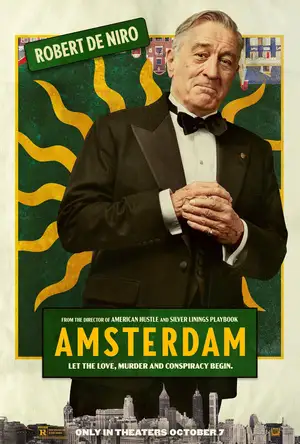 ROBERT DE NIRO
FROM THE DIRECTOR OF AMERICAN HUSTLE AND SILVER LININGS PLAYBOOK
AMSTERDAM
LET THE LOVE, MURDER AND CONSPIRACY BEGIN.
R
ONLY IN THEATERS OCTOBER 7